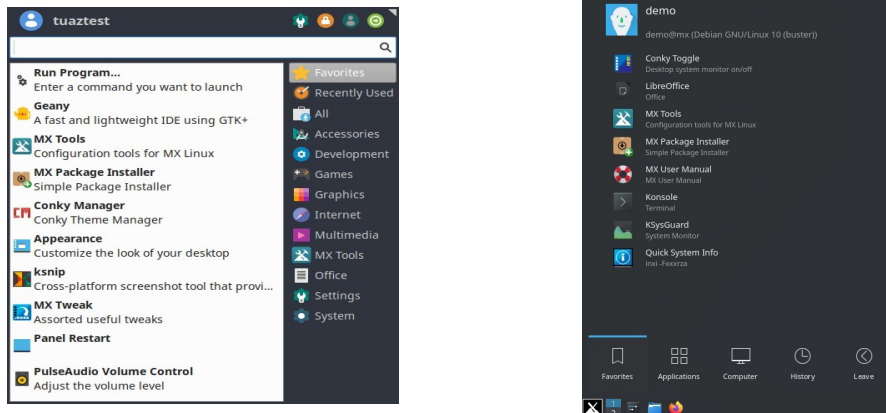 tuaztest
Run Program...
Enter a command you want to launch
Geany
A fast and lightweight IDE using GTK+
MX Tools
Configuration tools for MX Linux
MX Package Installer
Simple Package Installer
Conky Manager
Conky Theme Manager
Appearance
Customize the look of your desktop
ksnip
Cross-platform screenshot tool that provi...
MX Tweak
Assorted useful tweaks
Panel Restart
PulseAudio Volume Control
Adjust the volume level
Favorites
Recently Used
All
Accessories
Development
Games
Graphics
Internet
Multimedia
MX Tools
Office
Settings
System
demo
demo@mx (Debian GNU/Linux 10 (buster))
Conky Toggle
Desktop system monitor on/off
LibreOffice
Office
MX Tools
Configuration tools for MX Linux
MX Package Installer
Simple Package Installer
MX User Manual
MX User Manual
Konsole
Terminal
KSysGuard
System Monitor
Quick System Info
inxi -Fxxxrza
Favorites
Applications
Computer
History
Leave
1
2